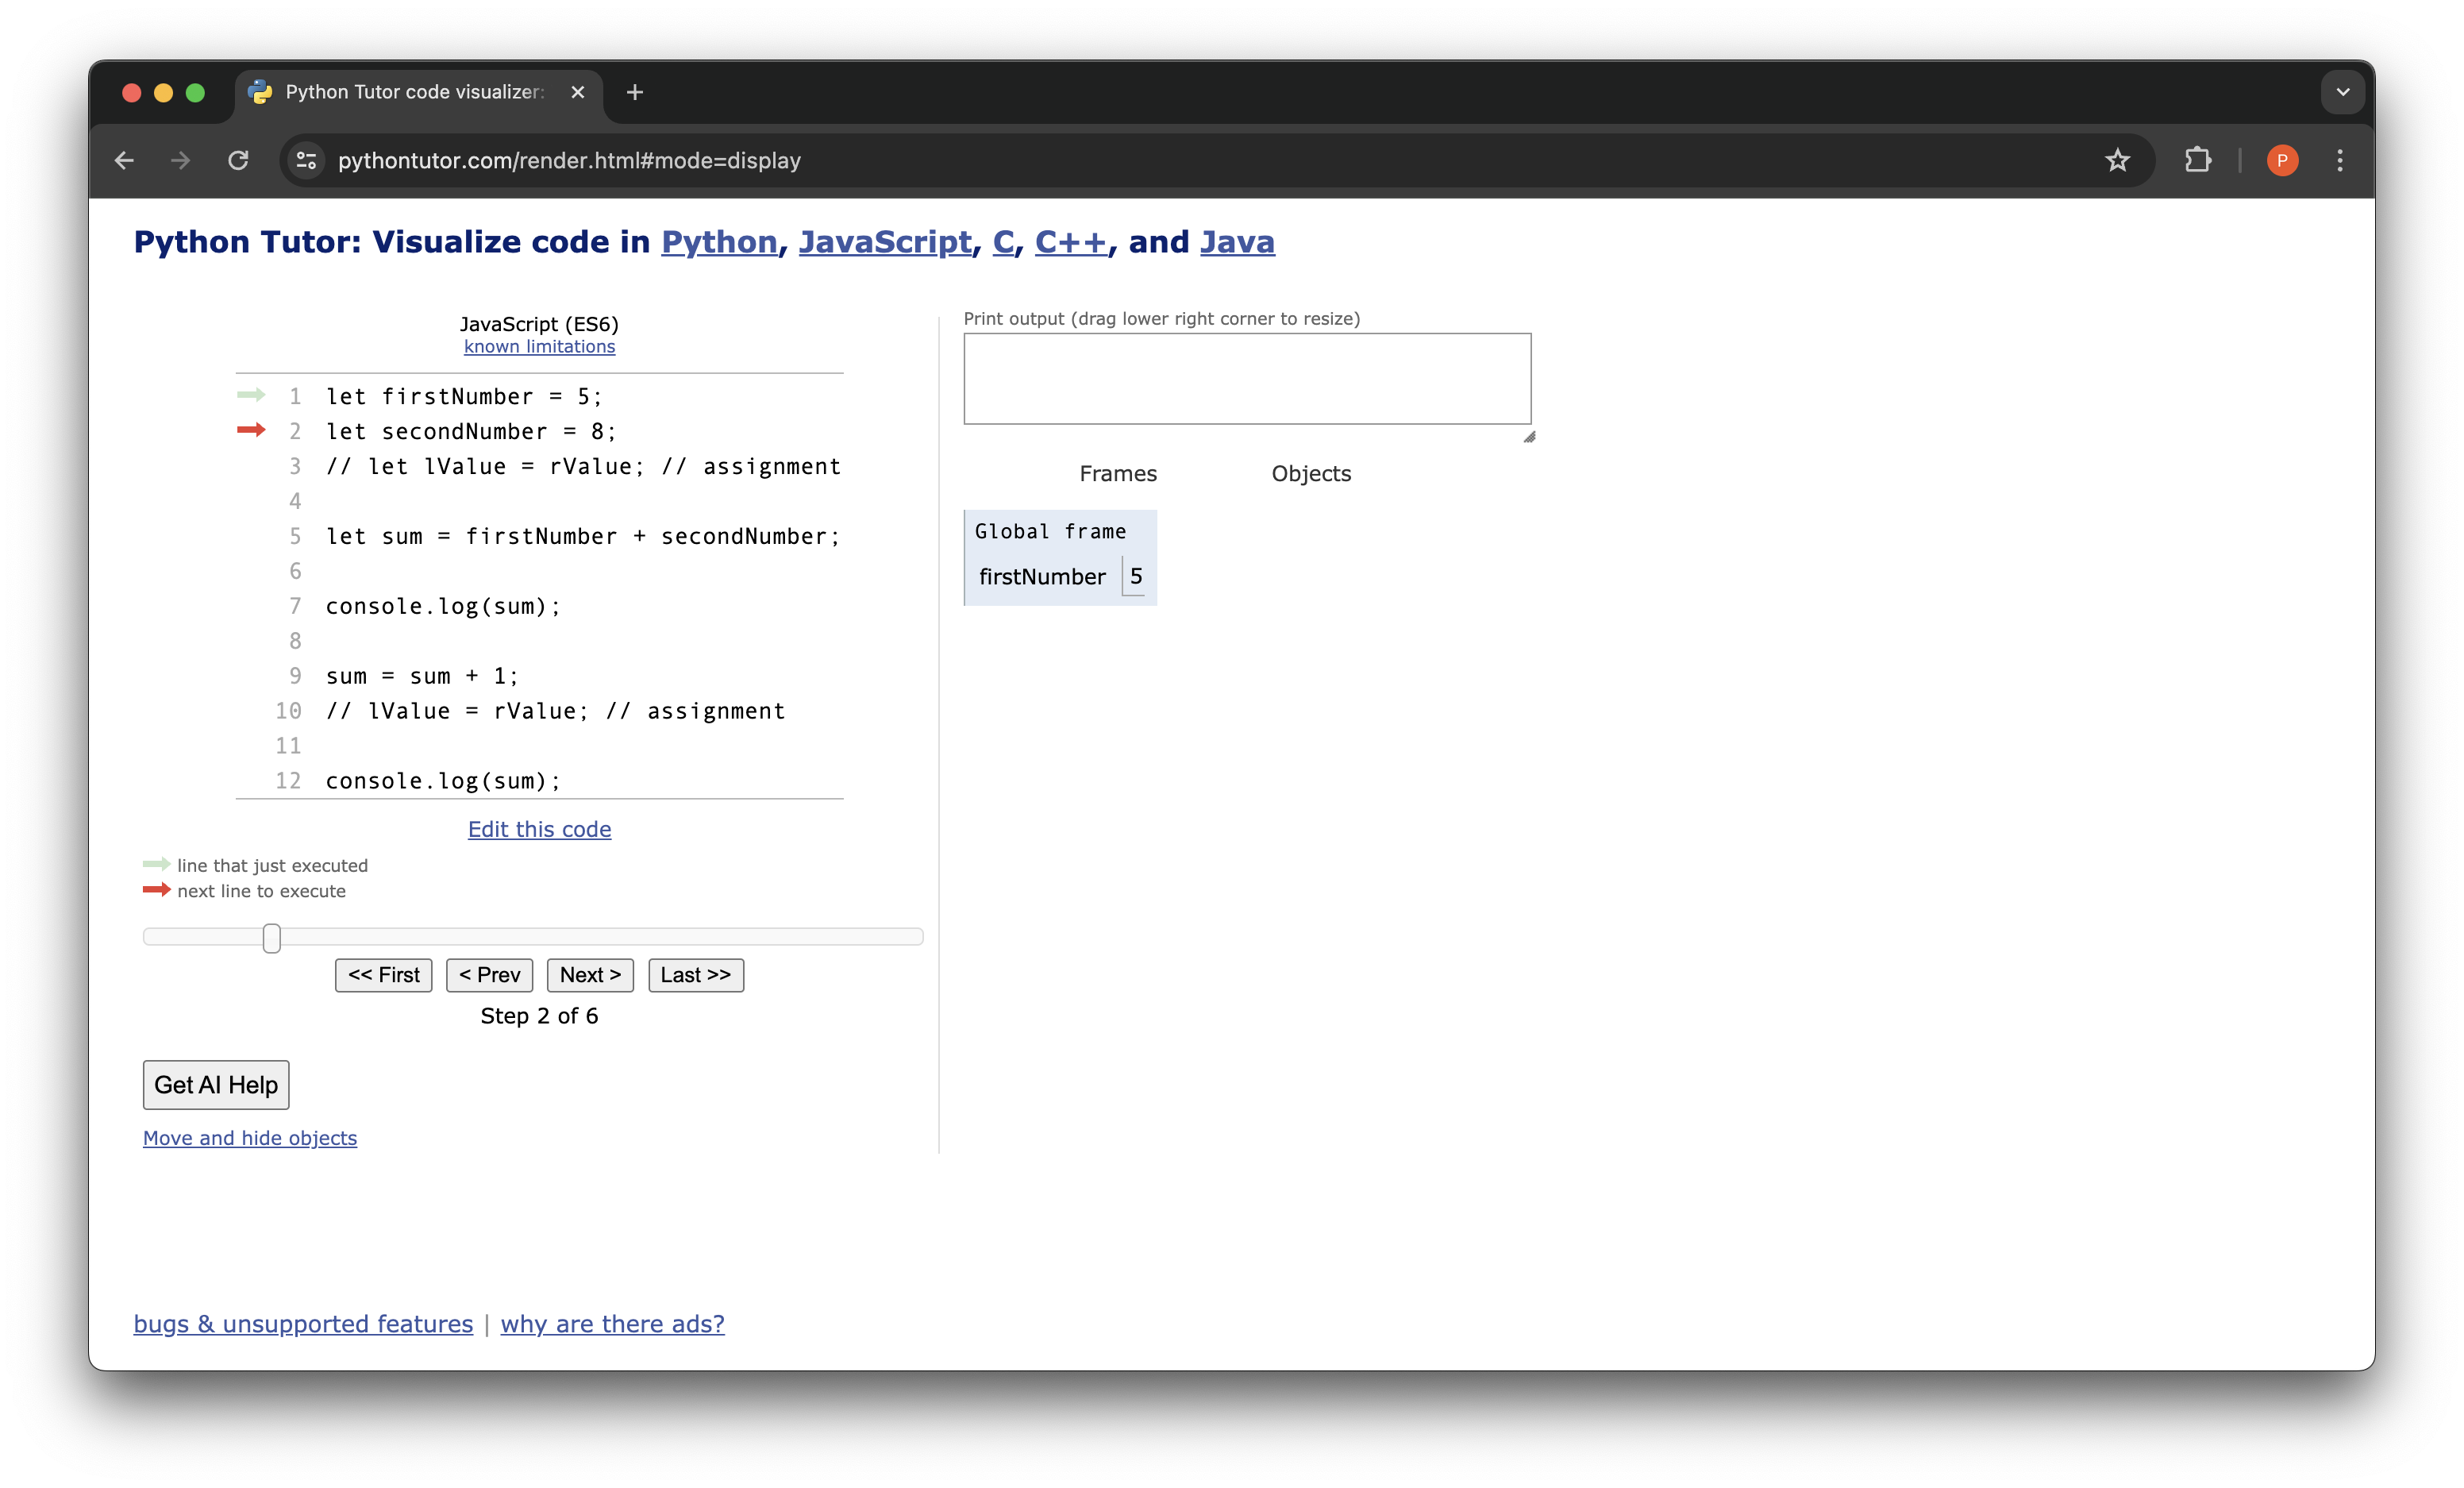 Python Tutor code visualizer:
pythontutor.com/render.html#mode=display
P
Python Tutor: Visualize code in Python, JavaScript, C, C++, and Java
JavaScript (ES6)
known limitations
1 let firstNumber = 5;
2 let secondNumber = 8;
3 // let lValue = rValue; // assignment
4
5 let sum = firstNumber + secondNumber;
6
7 console.log(sum);
8
9 sum = sum + 1;
10 // lValue = rValue; // assignment
11
12 console.log(sum);
Edit this code
line that just executed
next line to execute
<< First < Prev Next > Last >>
Step 2 of 6
Get AI Help
Move and hide objects
Print output (drag lower right corner to resize)
Frames Objects
Global frame
firstNumber 5
bugs & unsupported features | why are there ads?